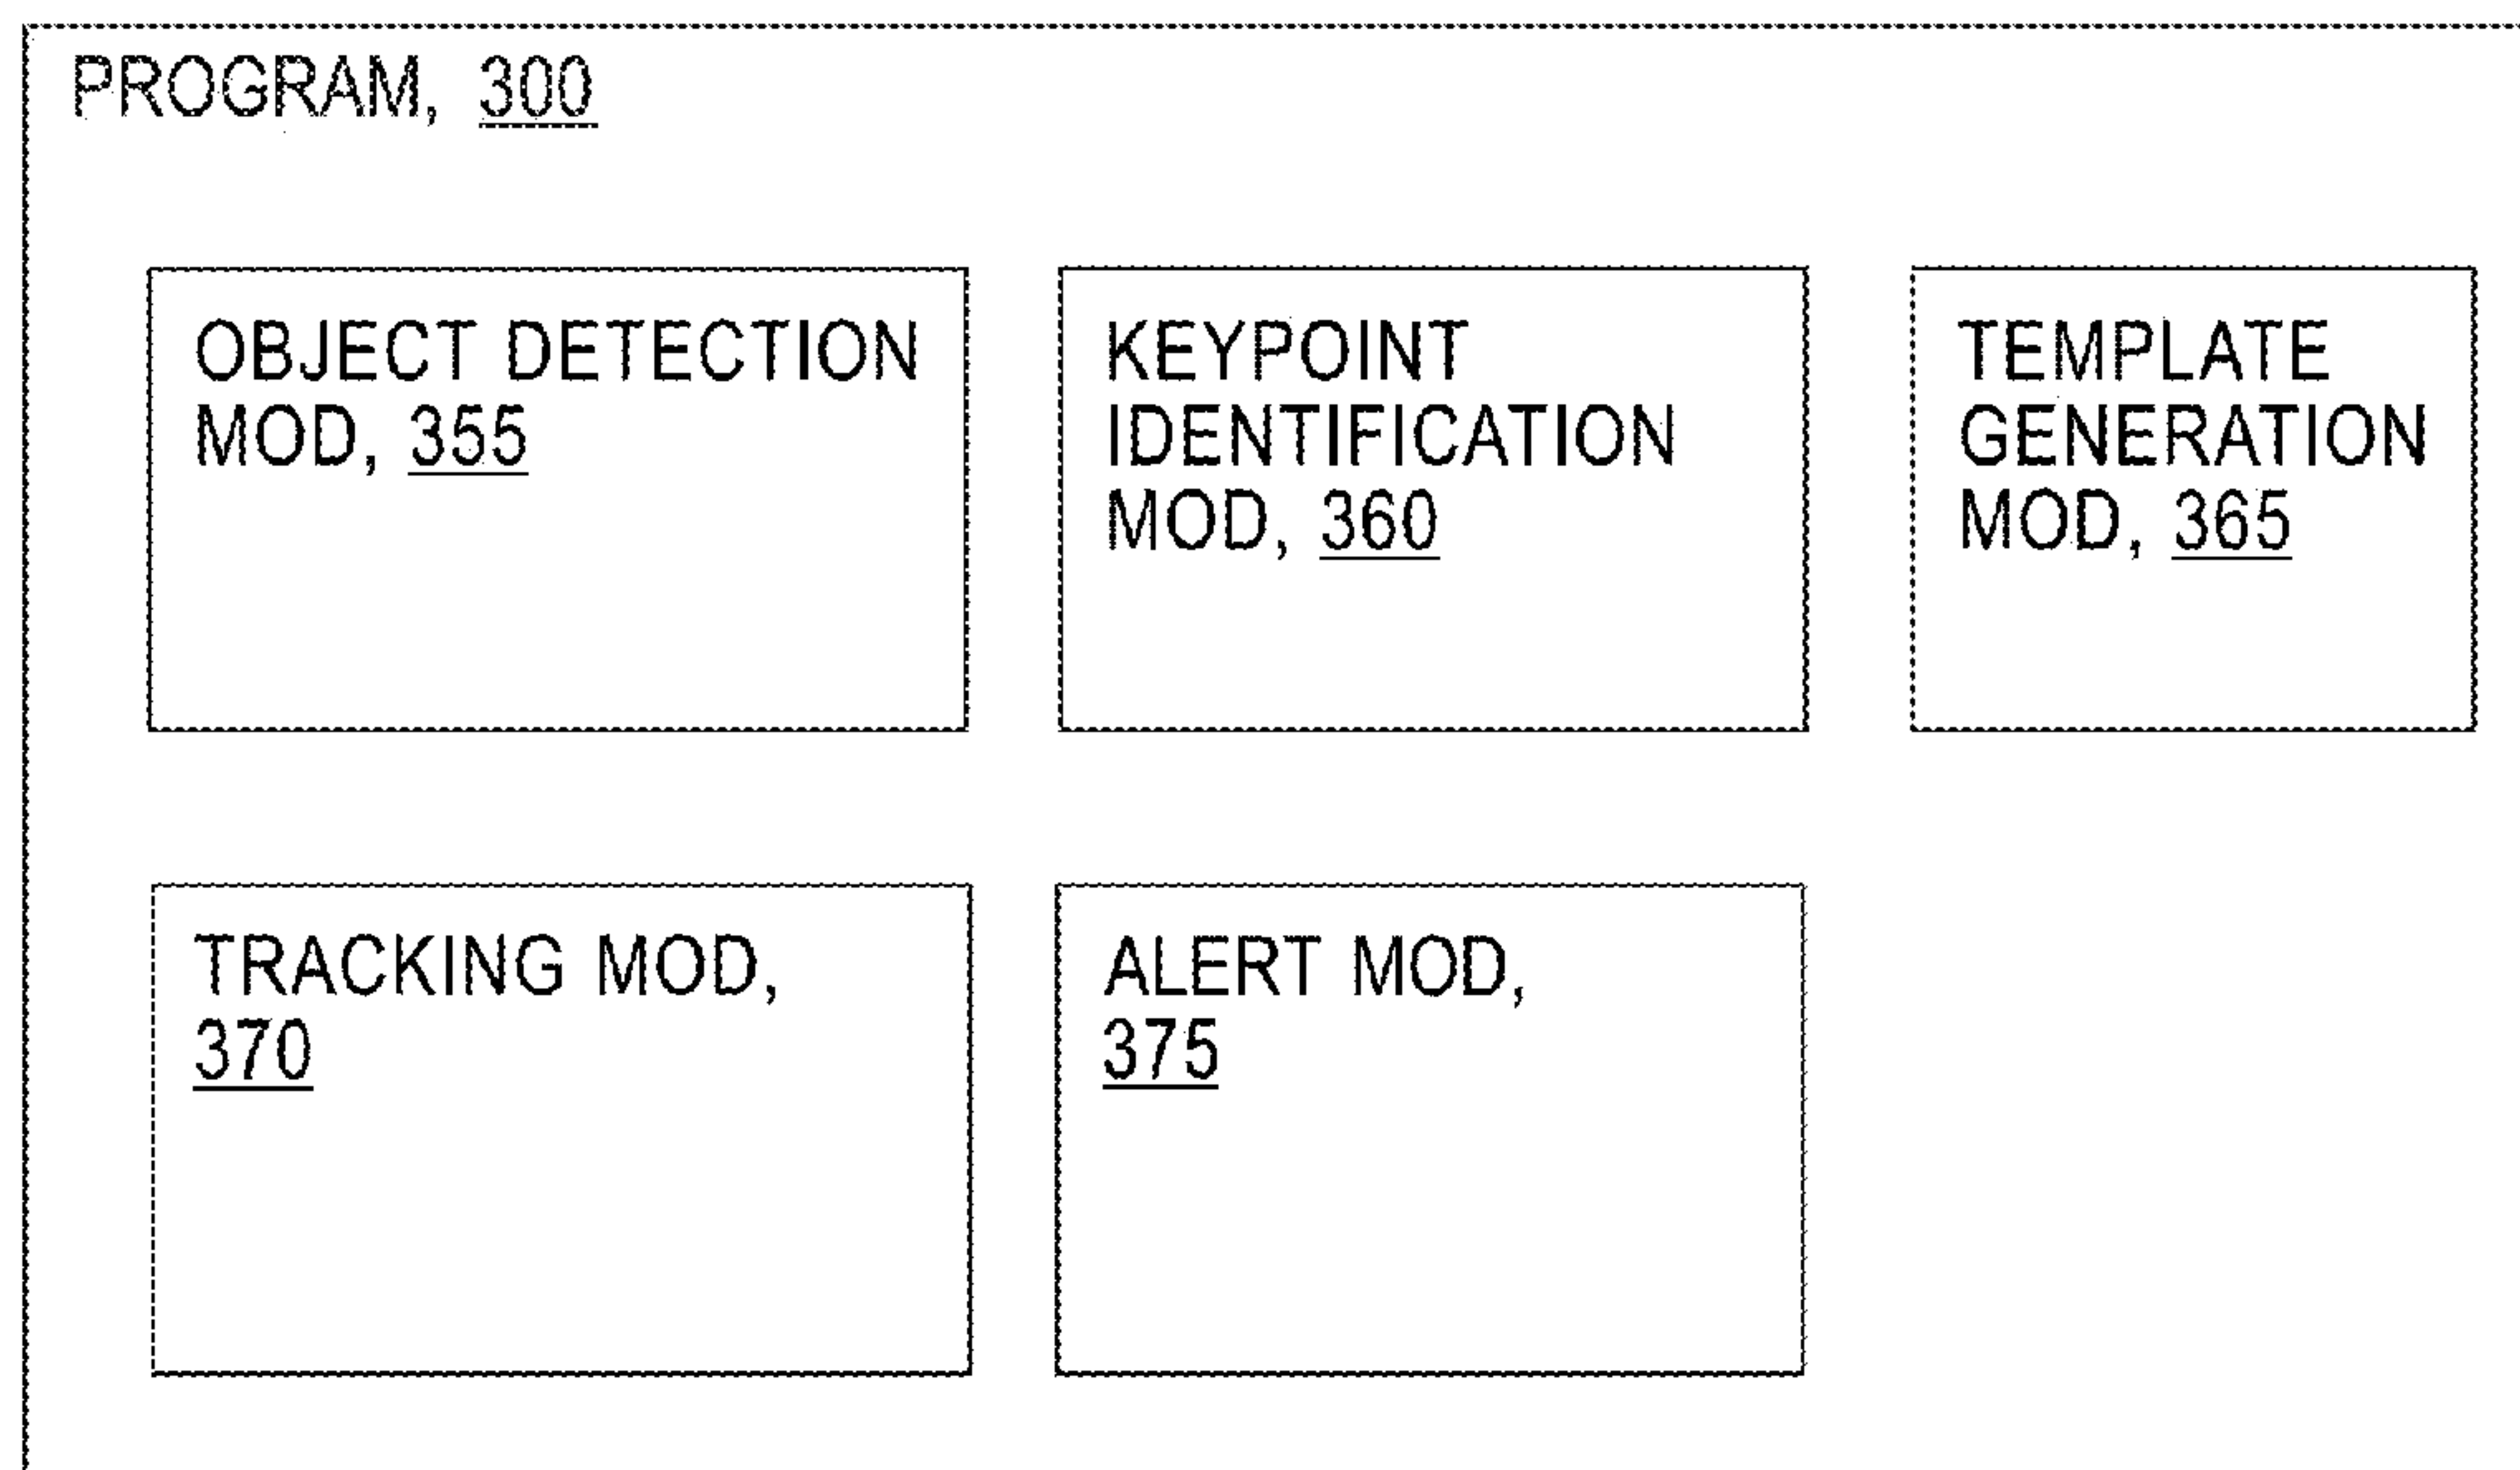 PROGRAM, 300
OBJECT DETECTION
MOD, 355
KEYPOINT
IDENTIFICATION
MOD, 360
TEMPLATE
GENERATION
MOD, 365
TRACKING MOD,
370
ALERT MOD,
375